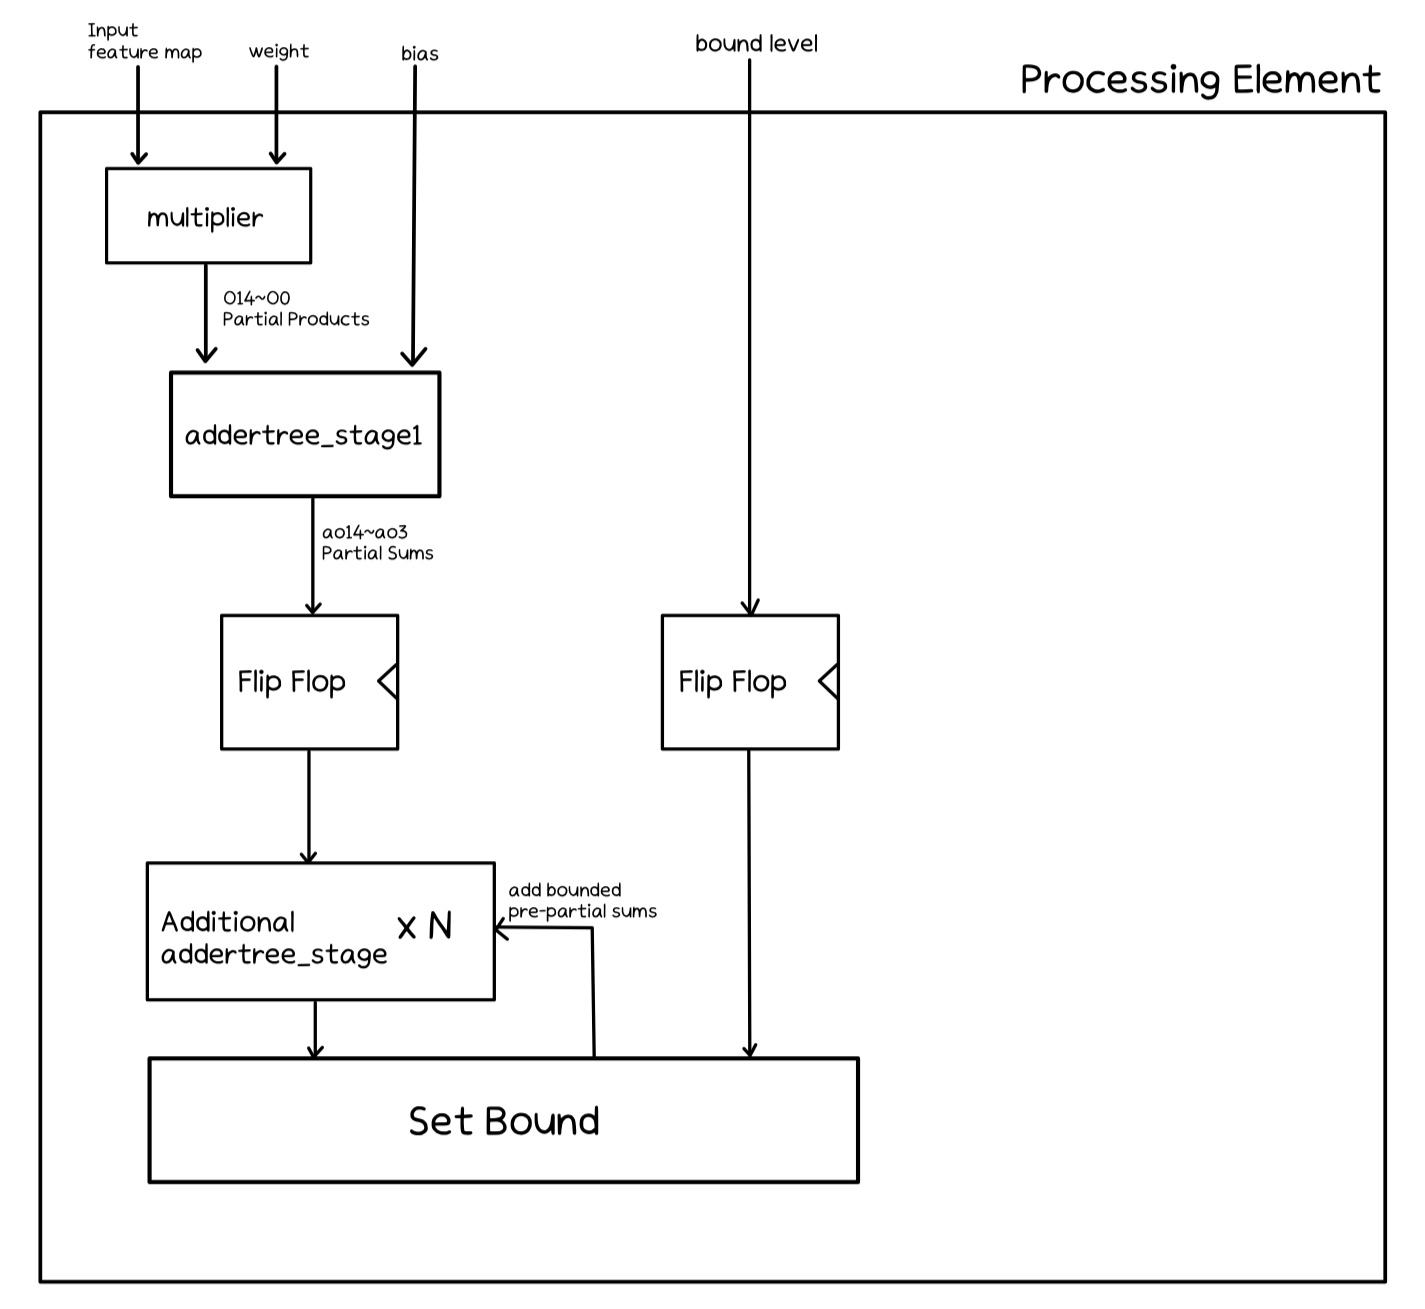 Input
feature map
weight
bias
bound level
Processing Element
multiplier
O14~O0
Partial Products
addertree_stage1
ao14~ao3
Partial Sums
Flip Flop
Flip Flop
add bounded
pre-partial sums
Additional
addertree_stage
x N
Set Bound